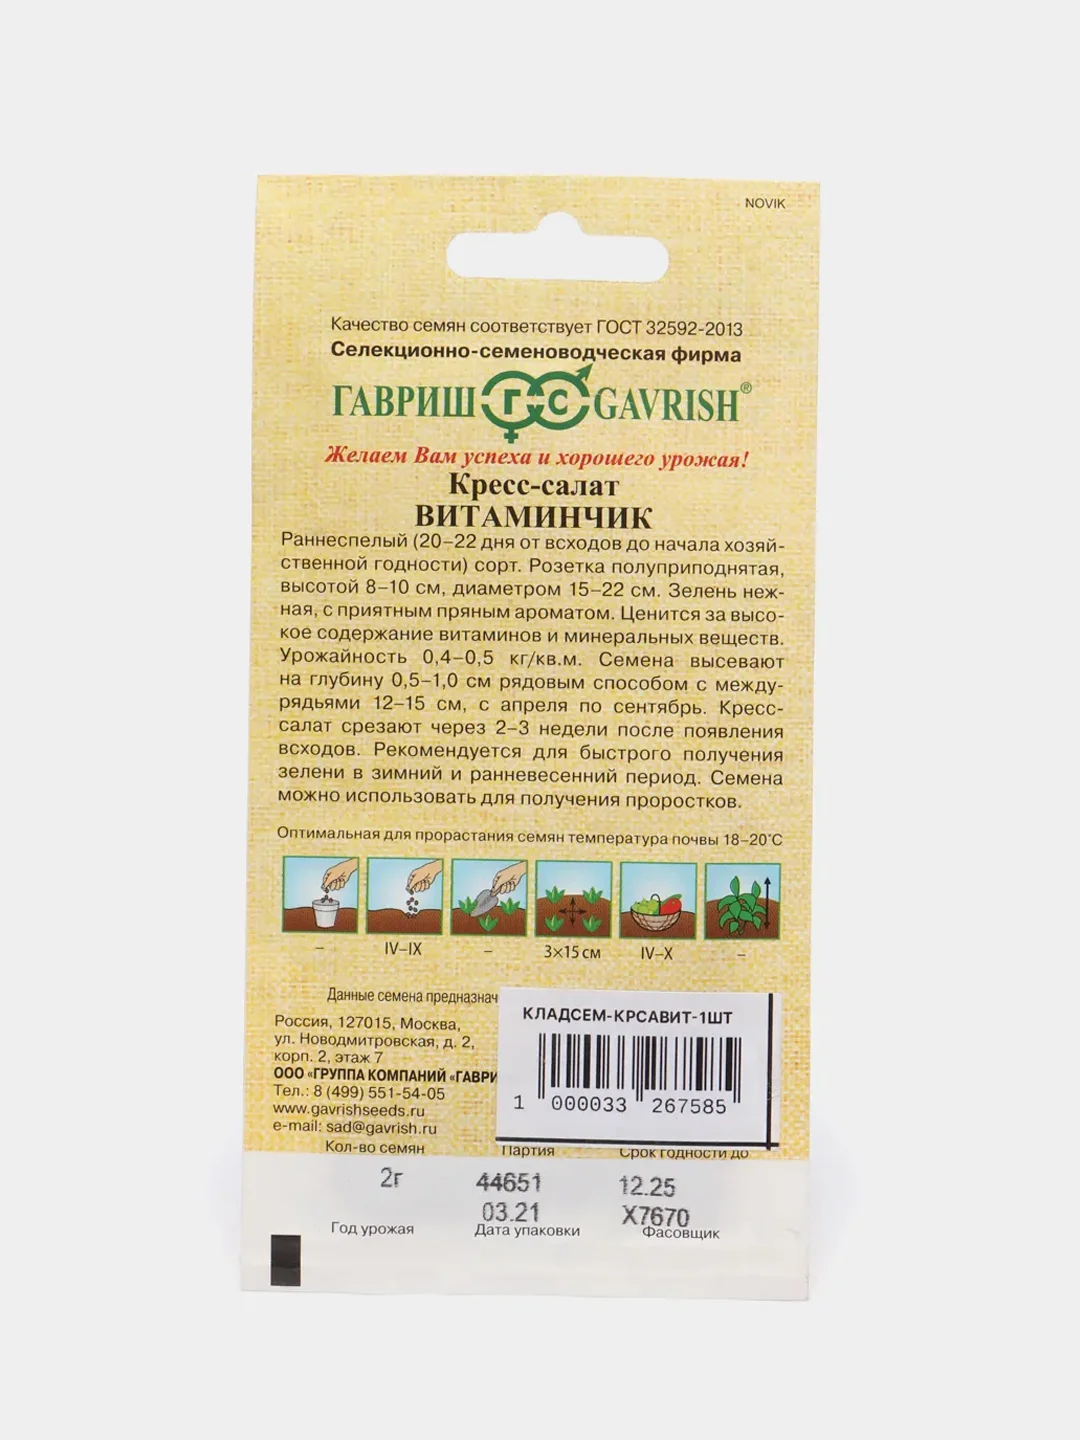 NOVIK
Качество семян соответствует ГОСТ 32592-2013
Селекционно-семеноводческая фирма
ГАВРИШ ГС GAVRISH®
Желаем Вам успеха и хорошего урожая!
Кресс-салат
ВИТАМИНЧИК
Раннеспелый (20–22 дня от всходов до начала хозяй-
ственной годности) сорт. Розетка полуприподнятая,
высотой 8–10 см, диаметром 15–22 см. Зелень неж-
ная, с приятным пряным ароматом. Ценится за высо-
кое содержание витаминов и минеральных веществ.
Урожайность 0,4–0,5 кг/кв.м. Семена высевают
на глубину 0,5–1,0 см рядовым способом с между-
рядьями 12–15 см, с апреля по сентябрь. Кресс-
салат срезают через 2–3 недели после появления
всходов. Рекомендуется для быстрого получения
зелени в зимний и ранневесенний период. Семена
можно использовать для получения проростков.
Оптимальная для прорастания семян температура почвы 18–20°С
– IV–IX – 3×15 см IV–X –
Данные семена предназнач
Россия, 127015, Москва,
ул. Новодмитровская, д. 2,
корп. 2, этаж 7
ООО «ГРУППА КОМПАНИЙ «ГАВРИ
Тел.: 8 (499) 551-54-05
www.gavrishseeds.ru
e-mail: sad@gavrish.ru
КЛАДСЕМ-КРСАВИТ-1ШТ
1 000033 267585
Кол-во семян Партия Срок годности до
2г 44651 12.25
03.21 X7670
Год урожая Дата упаковки Фасовщик